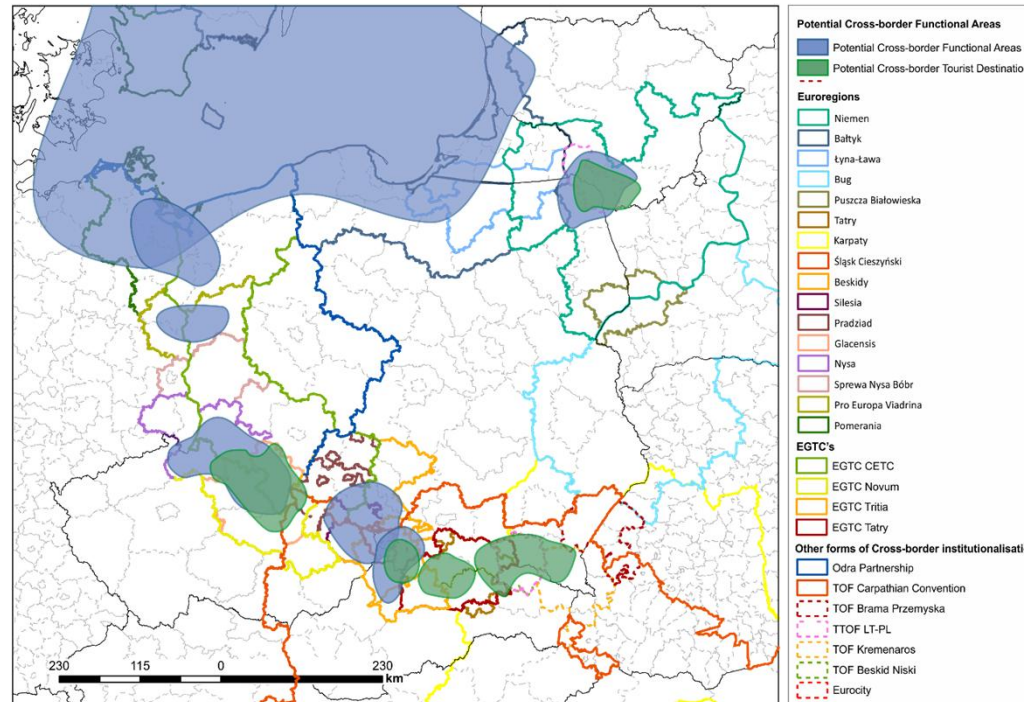 Potential Cross-border Functional Areas
Potential Cross-border Functional Areas
Potential Cross-border Tourist Destinatio
Euroregions
Niemen
Bałtyk
Łyna-Ława
Bug
Puszcza Białowieska
Tatry
Karpaty
Śląsk Cieszyński
Beskidy
Silesia
Pradziad
Glacensis
Nysa
Sprewa Nysa Bóbr
Pro Europa Viadrina
Pomerania
EGTC's
EGTC CETC
EGTC Novum
EGTC Tritia
EGTC Tatry
Other forms of Cross-border institutionalisati
Odra Partnership
TOF Carpathian Convention
TOF Brama Przemyska
TTOF LT-PL
TOF Kremenaros
TOF Beskid Niski
Eurocity
230 115 0 230
km